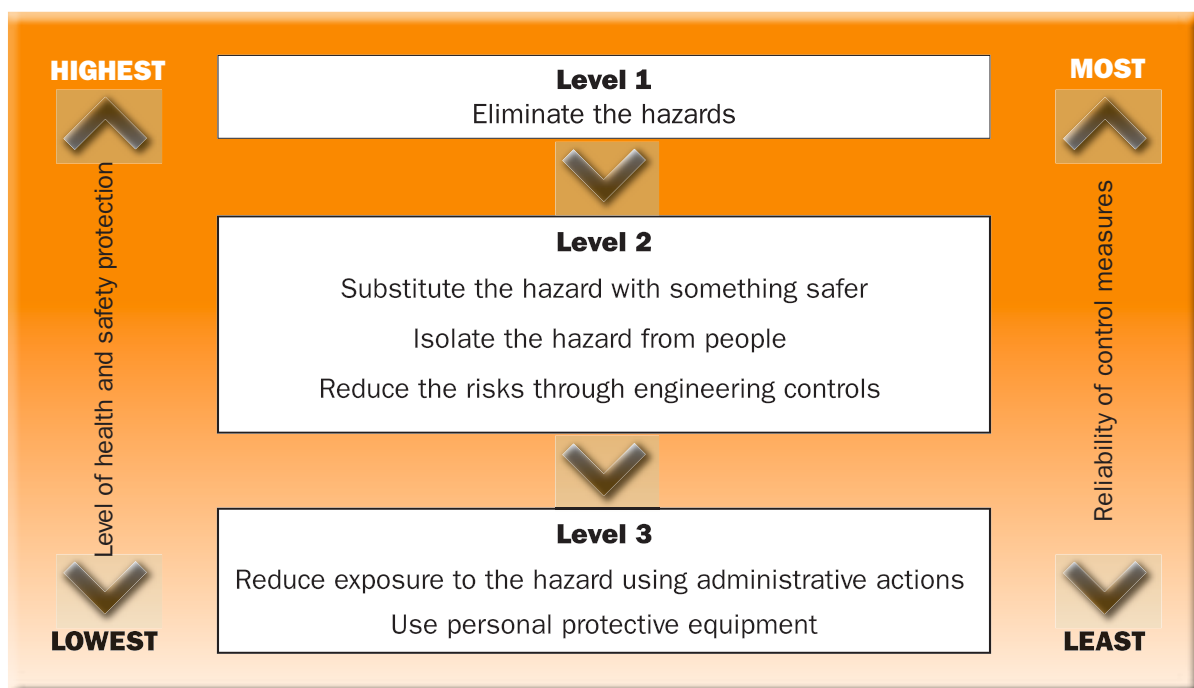 HIGHEST
Level of health and safety protection
LOWEST
Level 1
Eliminate the hazards
Level 2
Substitute the hazard with something safer
Isolate the hazard from people
Reduce the risks through engineering controls
Level 3
Reduce exposure to the hazard using administrative actions
Use personal protective equipment
MOST
Reliability of control measures
LEAST